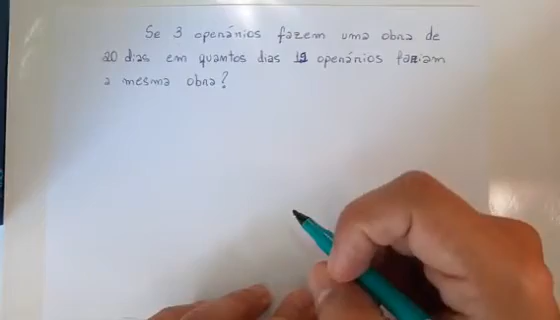 Se 3 operários fazem uma obra de
20 dias em quantos dias operários fariam
a mesma obra?